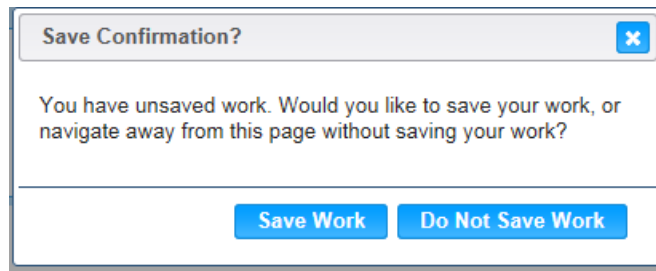 Save Confirmation?
You have unsaved work. Would you like to save your work, or
navigate away from this page without saving your work?
Save Work Do Not Save Work